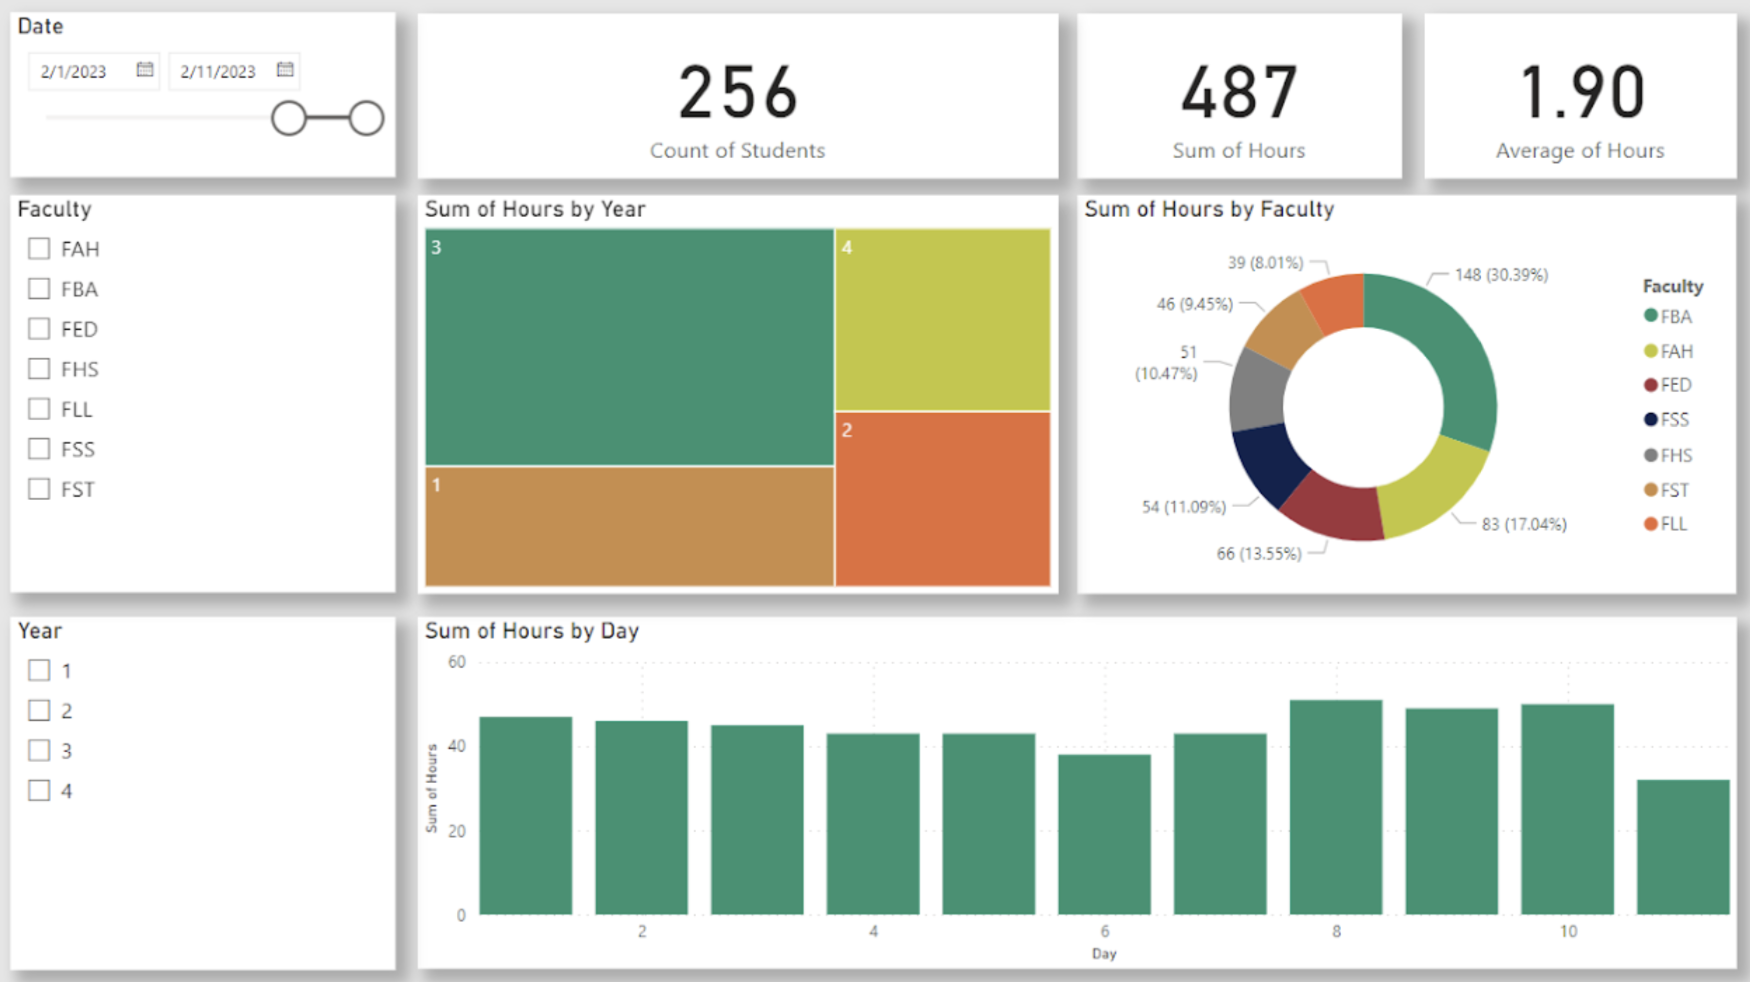 Date
2/1/2023
2/11/2023
256
Count of Students
487
Sum of Hours
1.90
Average of Hours
Faculty
FAH
FBA
FED
FHS
FLL
FSS
FST
Sum of Hours by Year
3
4
1
2
Sum of Hours by Faculty
39 (8.01%)
148 (30.39%)
46 (9.45%)
51
(10.47%)
54 (11.09%)
66 (13.55%)
83 (17.04%)
Faculty
FBA
FAH
FED
FSS
FHS
FST
FLL
Year
1
2
3
4
Sum of Hours by Day
Sum of Hours
60
40
20
0
2
4
6
8
10
Day